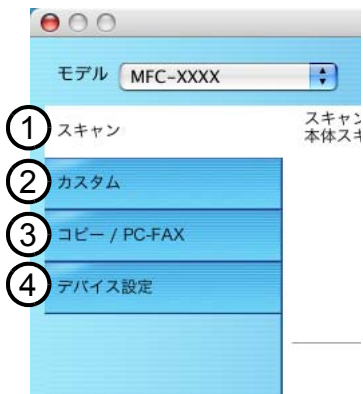 モデル MFC-XXXX
① スキャン
スキャン
本体スキ
② カスタム
③ コピー / PC-FAX
④ デバイス設定